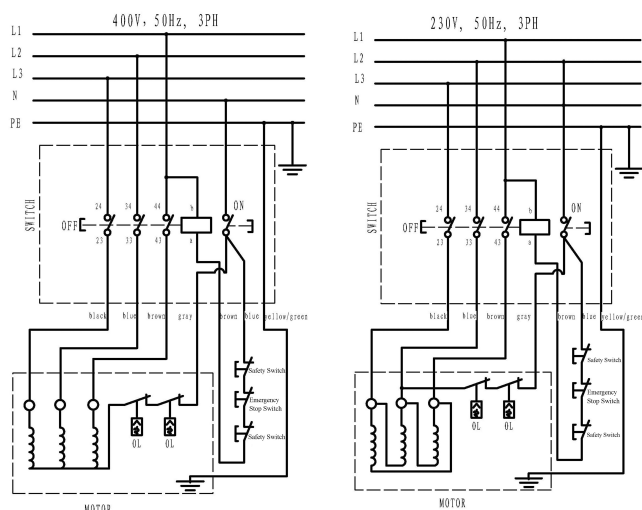 400V, 50Hz, 3PH
L1
L2
L3
N
PE
SWITCH
OFF
24
34
44
b
ON
23
33
43
a
black
blue
brown
gray
brown
blue
yellow/green
Safety Switch
Emergency
Stop Switch
Safety Switch
OL
OL
MOTOR
230V, 50Hz, 3PH
L1
L2
L3
N
PE
SWITCH
OFF
24
34
44
b
ON
23
33
43
a
black
blue
brown
gray
brown
blue
yellow/green
Safety Switch
Emergency
Stop Switch
Safety Switch
OL
OL
MOTOR